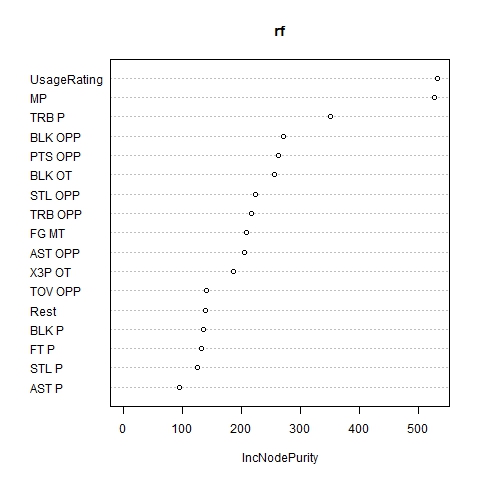 rf
UsageRating
MP
TRB P
BLK OPP
PTS OPP
BLK OT
STL OPP
TRB OPP
FG MT
AST OPP
X3P OT
TOV OPP
Rest
BLK P
FT P
STL P
AST P
0 100 200 300 400 500
IncNodePurity